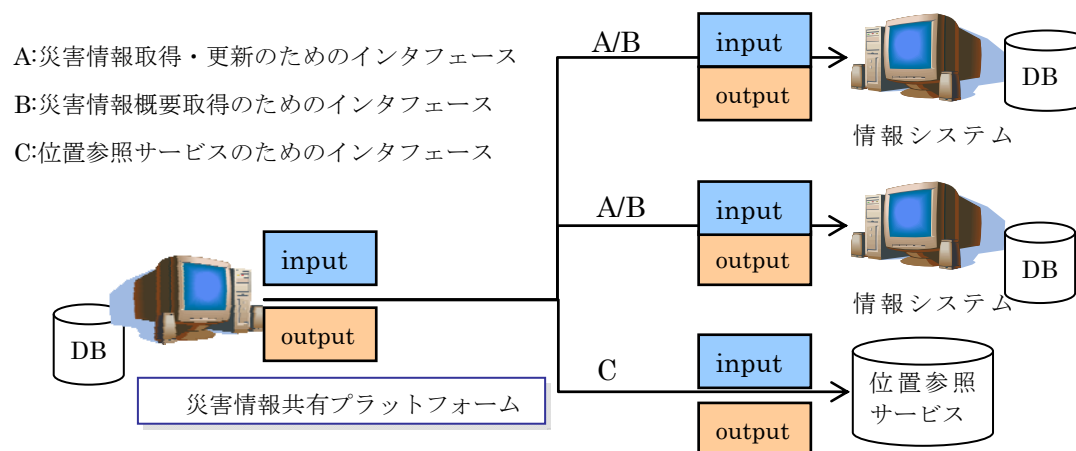 A:災害情報取得・更新のためのインタフェース
B:災害情報概要取得のためのインタフェース
C:位置参照サービスのためのインタフェース
A/B
input
output
DB
情報システム
A/B
input
output
DB
情報システム
input
output
DB
災害情報共有プラットフォーム
C
input
output
位置参照
サービス